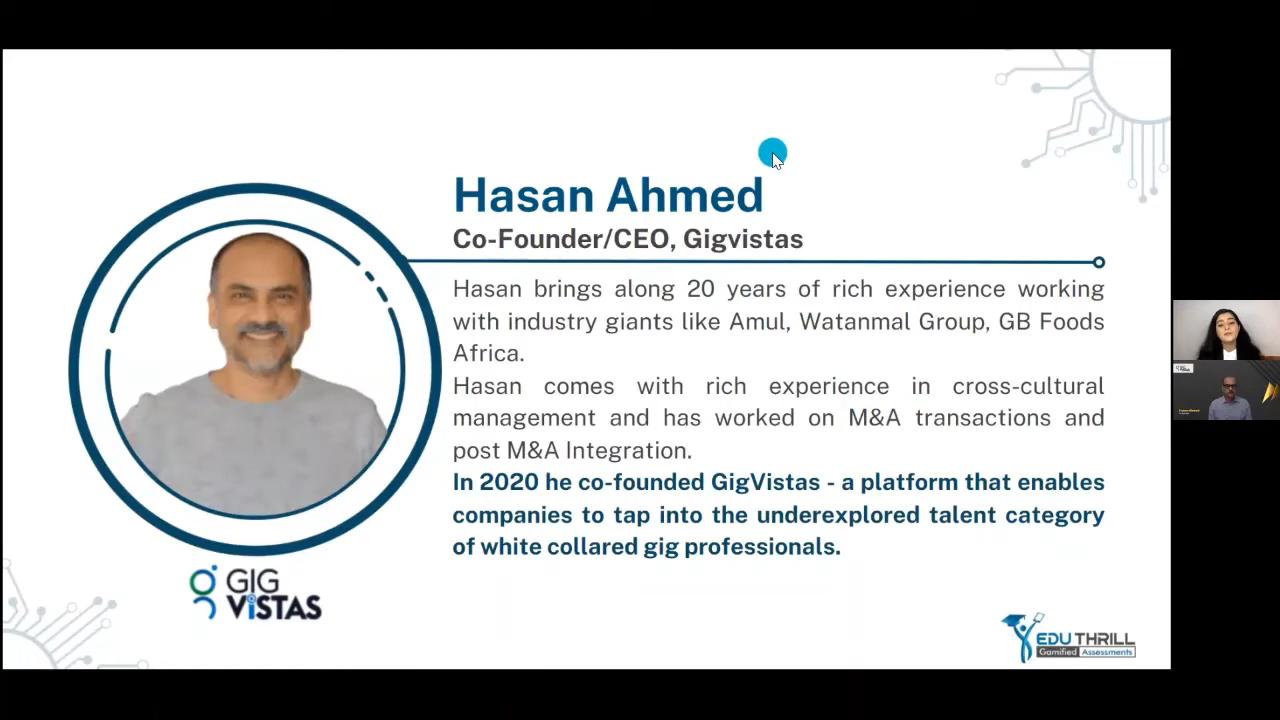 Hasan Ahmed
Co-Founder/CEO, Gigvistas
Hasan brings along 20 years of rich experience working
with industry giants like Amul, Watanmal Group, GB Foods
Africa.
Hasan comes with rich experience in cross-cultural
management and has worked on M&A transactions and
post M&A Integration.
In 2020 he co-founded GigVistas - a platform that enables
companies to tap into the underexplored talent category
of white collared gig professionals.
GIG
ViSTAS
EDU THRILL
Gamified Assessments